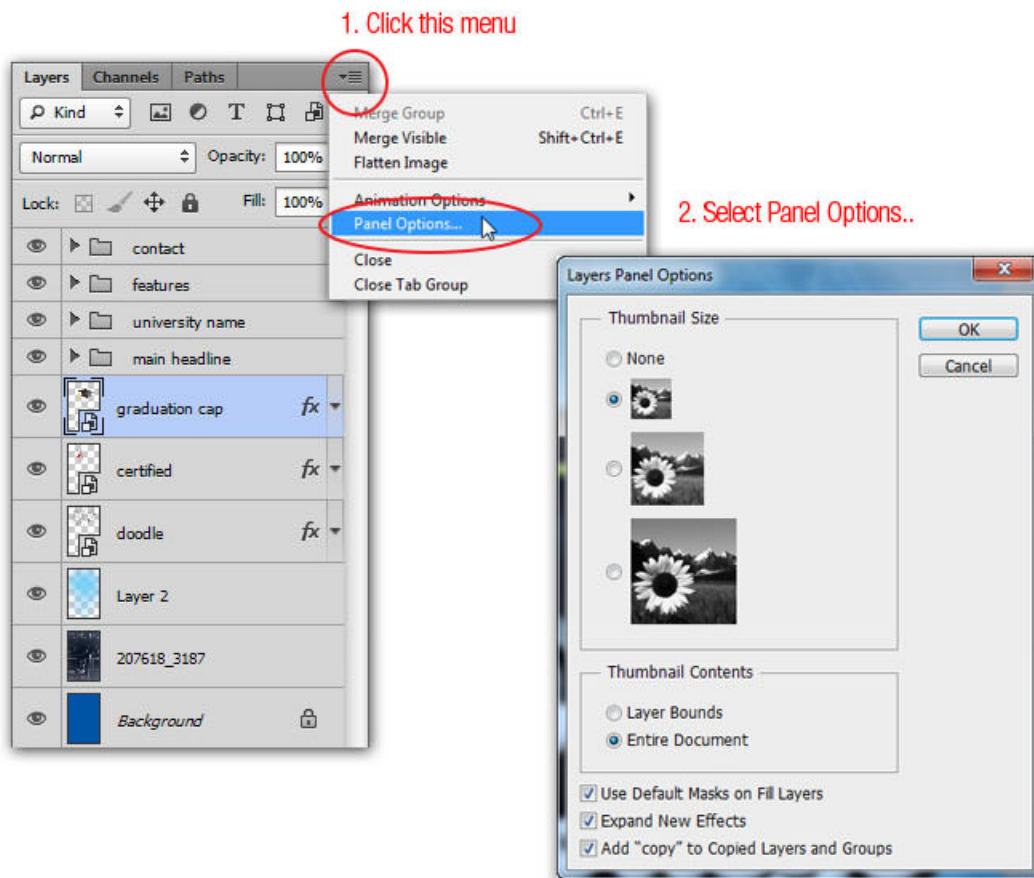 1. Click this menu
Layers Channels Paths
Kind
Normal Opacity: 100%
Lock: Fill: 100%
contact
features
university name
main headline
graduation cap fx
certified fx
doodle fx
Layer 2
207618_3187
Background
Merge Group Ctrl+E
Merge Visible Shift+Ctrl+E
Flatten Image
Animation Options
Panel Options...
Close
Close Tab Group
2. Select Panel Options..
Layers Panel Options
Thumbnail Size
None
OK
Cancel
Thumbnail Contents
Layer Bounds
Entire Document
Use Default Masks on Fill Layers
Expand New Effects
Add "copy" to Copied Layers and Groups